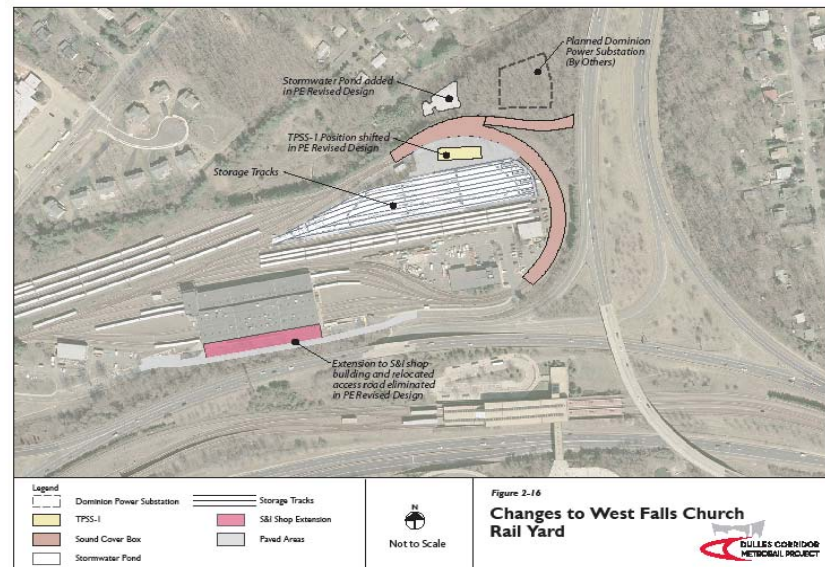 Planned Dominion
Power Substation
(By Others)
Stormwater Pond added
in PE Revised Design
TPSS-1 Position shifted
in PE Revised Design
Storage Tracks
Extension to S&I shop
building and relocated
access road eliminated
in PE Revised Design
Legend
Dominion Power Substation
TPSS-1
Sound Cover Box
Stormwater Pond
Storage Tracks
S&I Shop Extension
Paved Areas
N
Not to Scale
Figure 2-16
Changes to West Falls Church
Rail Yard
DULLES CORRIDOR
METRORAIL PROJECT